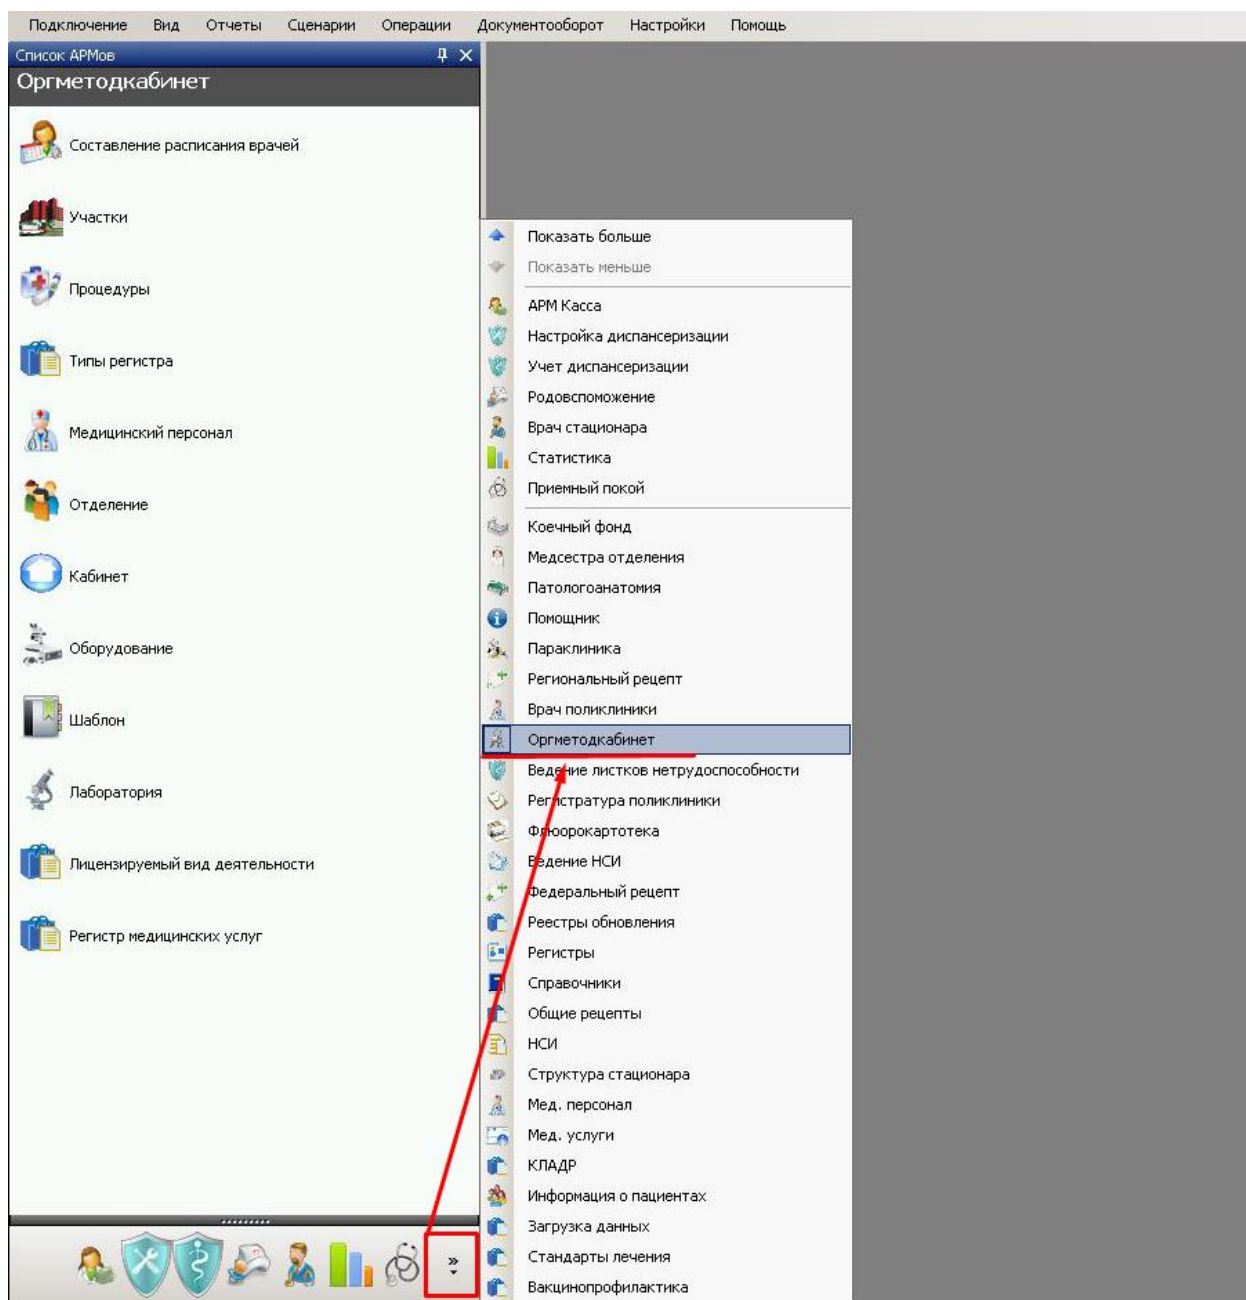 Подключение Вид Отчеты Сценарии Операции Документооборот Настройки Помощь
Список АРМов
Оргметодкабинет
Составление расписания врачей
Участки
Процедуры
Типы регистра
Медицинский персонал
Отделение
Кабинет
Оборудование
Шаблон
Лаборатория
Лицензируемый вид деятельности
Регистр медицинских услуг
Показать больше
Показать меньше
АРМ Касса
Настройка диспансеризации
Учет диспансеризации
Родовспоможение
Врач стационара
Статистика
Приемный покой
Коечный фонд
Медсестра отделения
Патологоанатомия
Помощник
Параклиника
Региональный рецепт
Врач поликлиники
Оргметодкабинет
Ведение листков нетрудоспособности
Регистратура поликлиники
Флюорокартотека
Ведение НСИ
Федеральный рецепт
Реестры обновления
Регистры
Справочники
Общие рецепты
НСИ
Структура стационара
Мед. персонал
Мед. услуги
КЛАДР
Информация о пациентах
Загрузка данных
Стандарты лечения
Вакцинопрофилактика